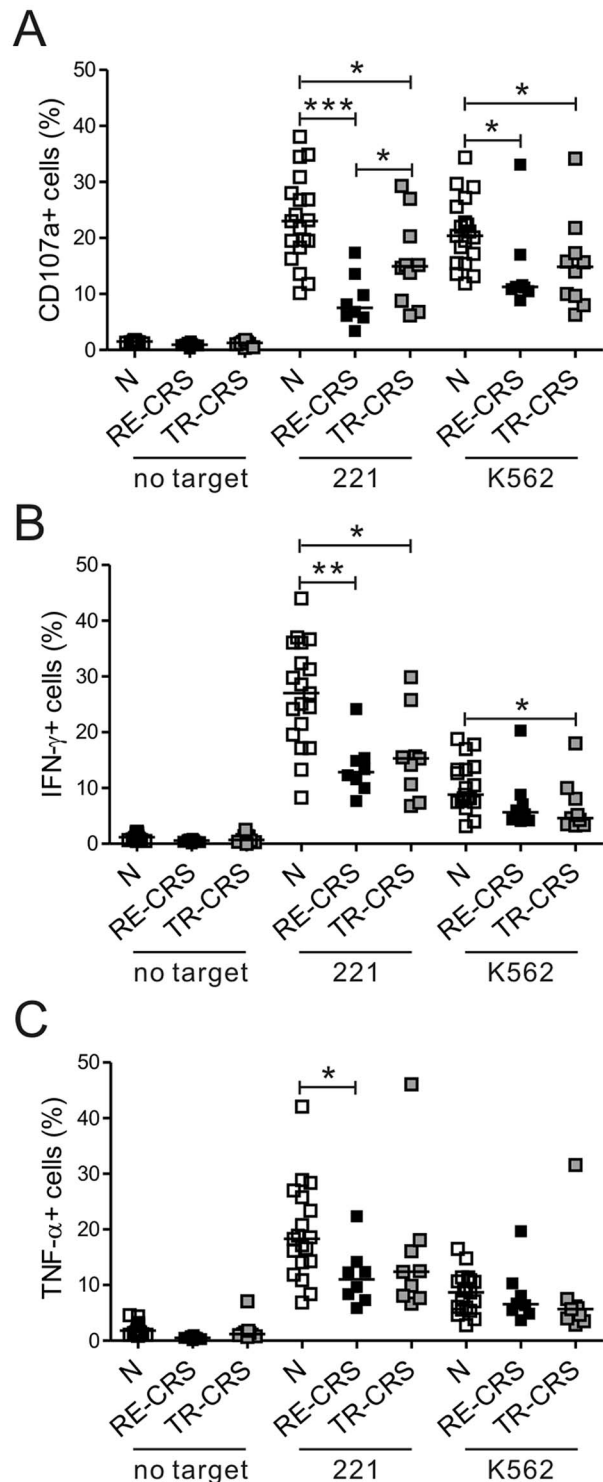 A
CD107a+ cells (%)
50
40
30
20
10
0
* 
*** 
* 
* 
*
N RE-CRS TR-CRS N RE-CRS TR-CRS N RE-CRS TR-CRS
no target 221 K562
B
IFN-γ+ cells (%)
50
40
30
20
10
0
*
**
*
N RE-CRS TR-CRS N RE-CRS TR-CRS N RE-CRS TR-CRS
no target 221 K562
C
TNF-α+ cells (%)
50
40
30
20
10
0
*
N RE-CRS TR-CRS N RE-CRS TR-CRS N RE-CRS TR-CRS
no target 221 K562